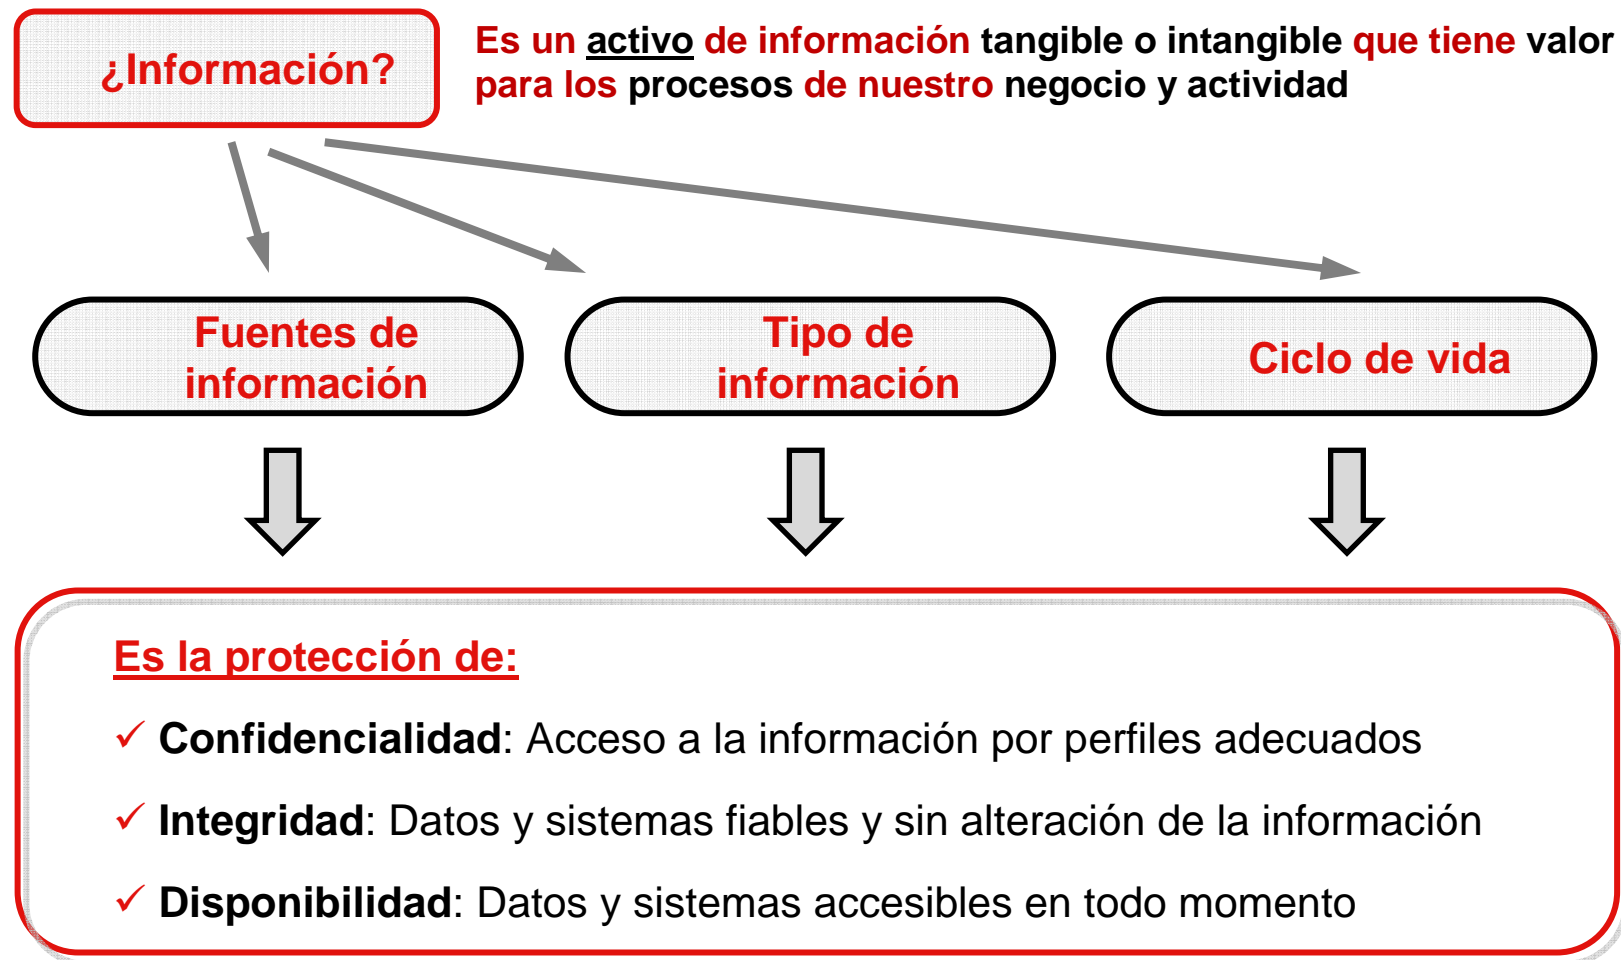 ¿Información?
Es un activo de información tangible o intangible que tiene valor
para los procesos de nuestro negocio y actividad
Fuentes de
información
Tipo de
información
Ciclo de vida
Es la protección de:
✓ Confidencialidad: Acceso a la información por perfiles adecuados
✓ Integridad: Datos y sistemas fiables y sin alteración de la información
✓ Disponibilidad: Datos y sistemas accesibles en todo momento